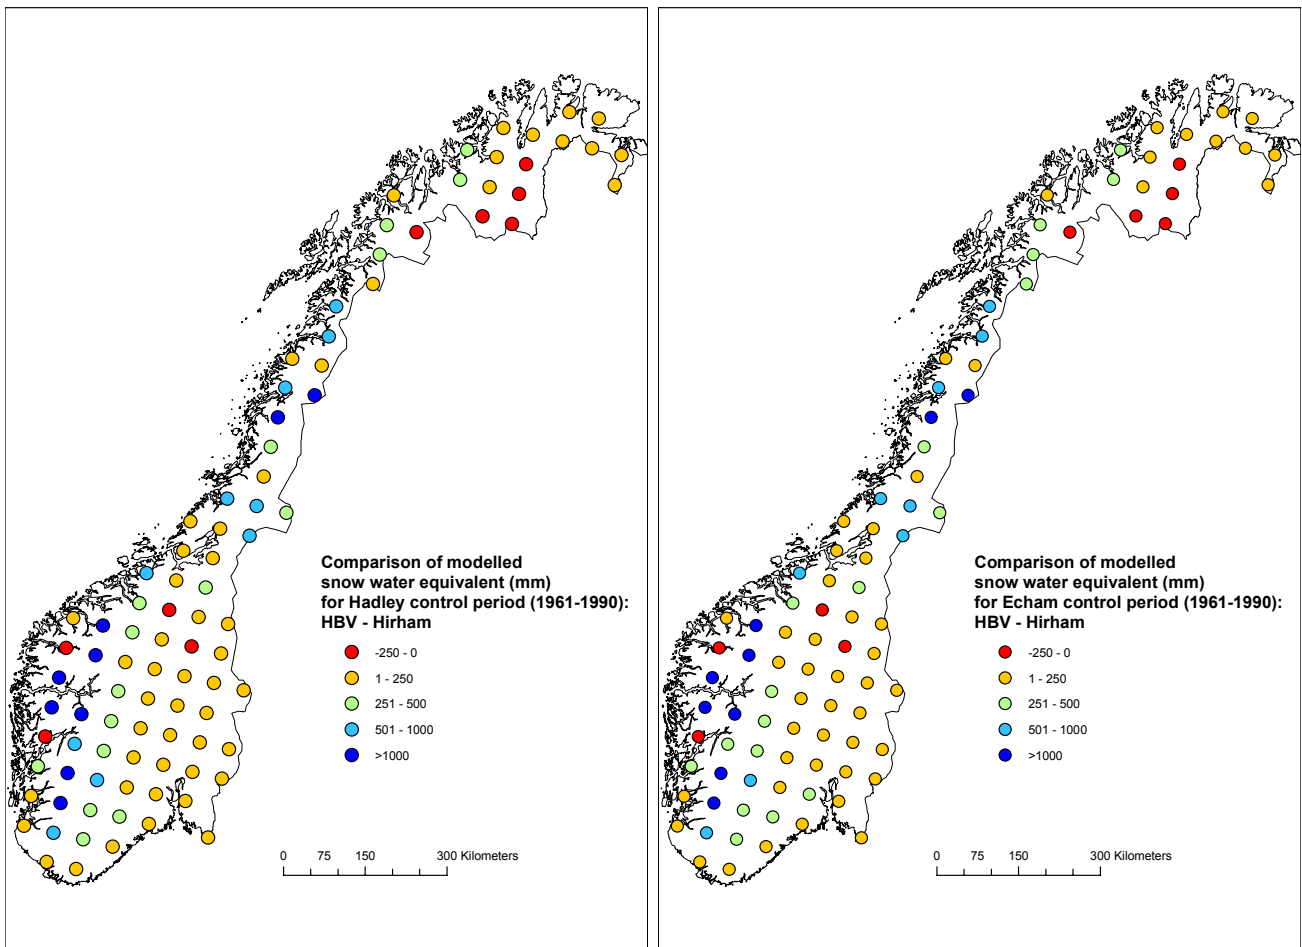 Comparison of modelled
snow water equivalent (mm)
for Hadley control period (1961-1990):
HBV - Hirham
-250 - 0
1 - 250
251 - 500
501 - 1000
>1000
0 75 150 300 Kilometers
Comparison of modelled
snow water equivalent (mm)
for Echam control period (1961-1990):
HBV - Hirham
-250 - 0
1 - 250
251 - 500
501 - 1000
>1000
0 75 150 300 Kilometers